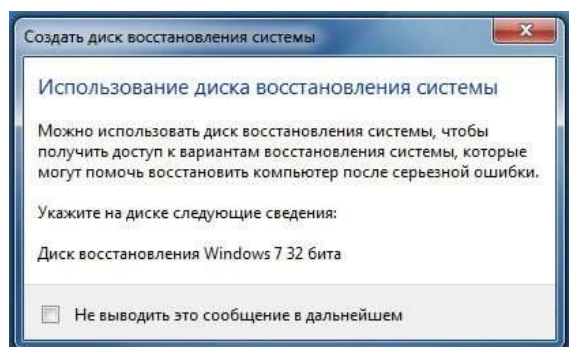 Создать диск восстановления системы
Использование диска восстановления системы
Можно использовать диск восстановления системы, чтобы
получить доступ к вариантам восстановления системы, которые
могут помочь восстановить компьютер после серьезной ошибки.
Укажите на диске следующие сведения:
Диск восстановления Windows 7 32 бита
Не выводить это сообщение в дальнейшем